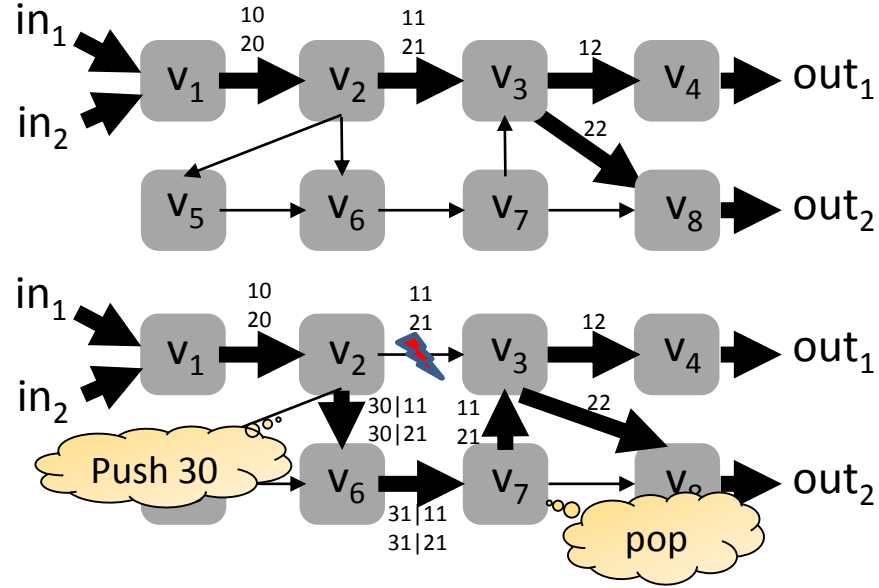 in₁
10
20
11
21
12
v₁
v₂
v₃
v₄
out₁
in₂
22
v₅
v₆
v₇
v₈
out₂
in₁
10
20
11
21
12
v₁
v₂
v₃
v₄
out₁
in₂
30|11
30|21
11
21
22
Push 30
v₆
v₇
v₈
out₂
31|11
31|21
pop